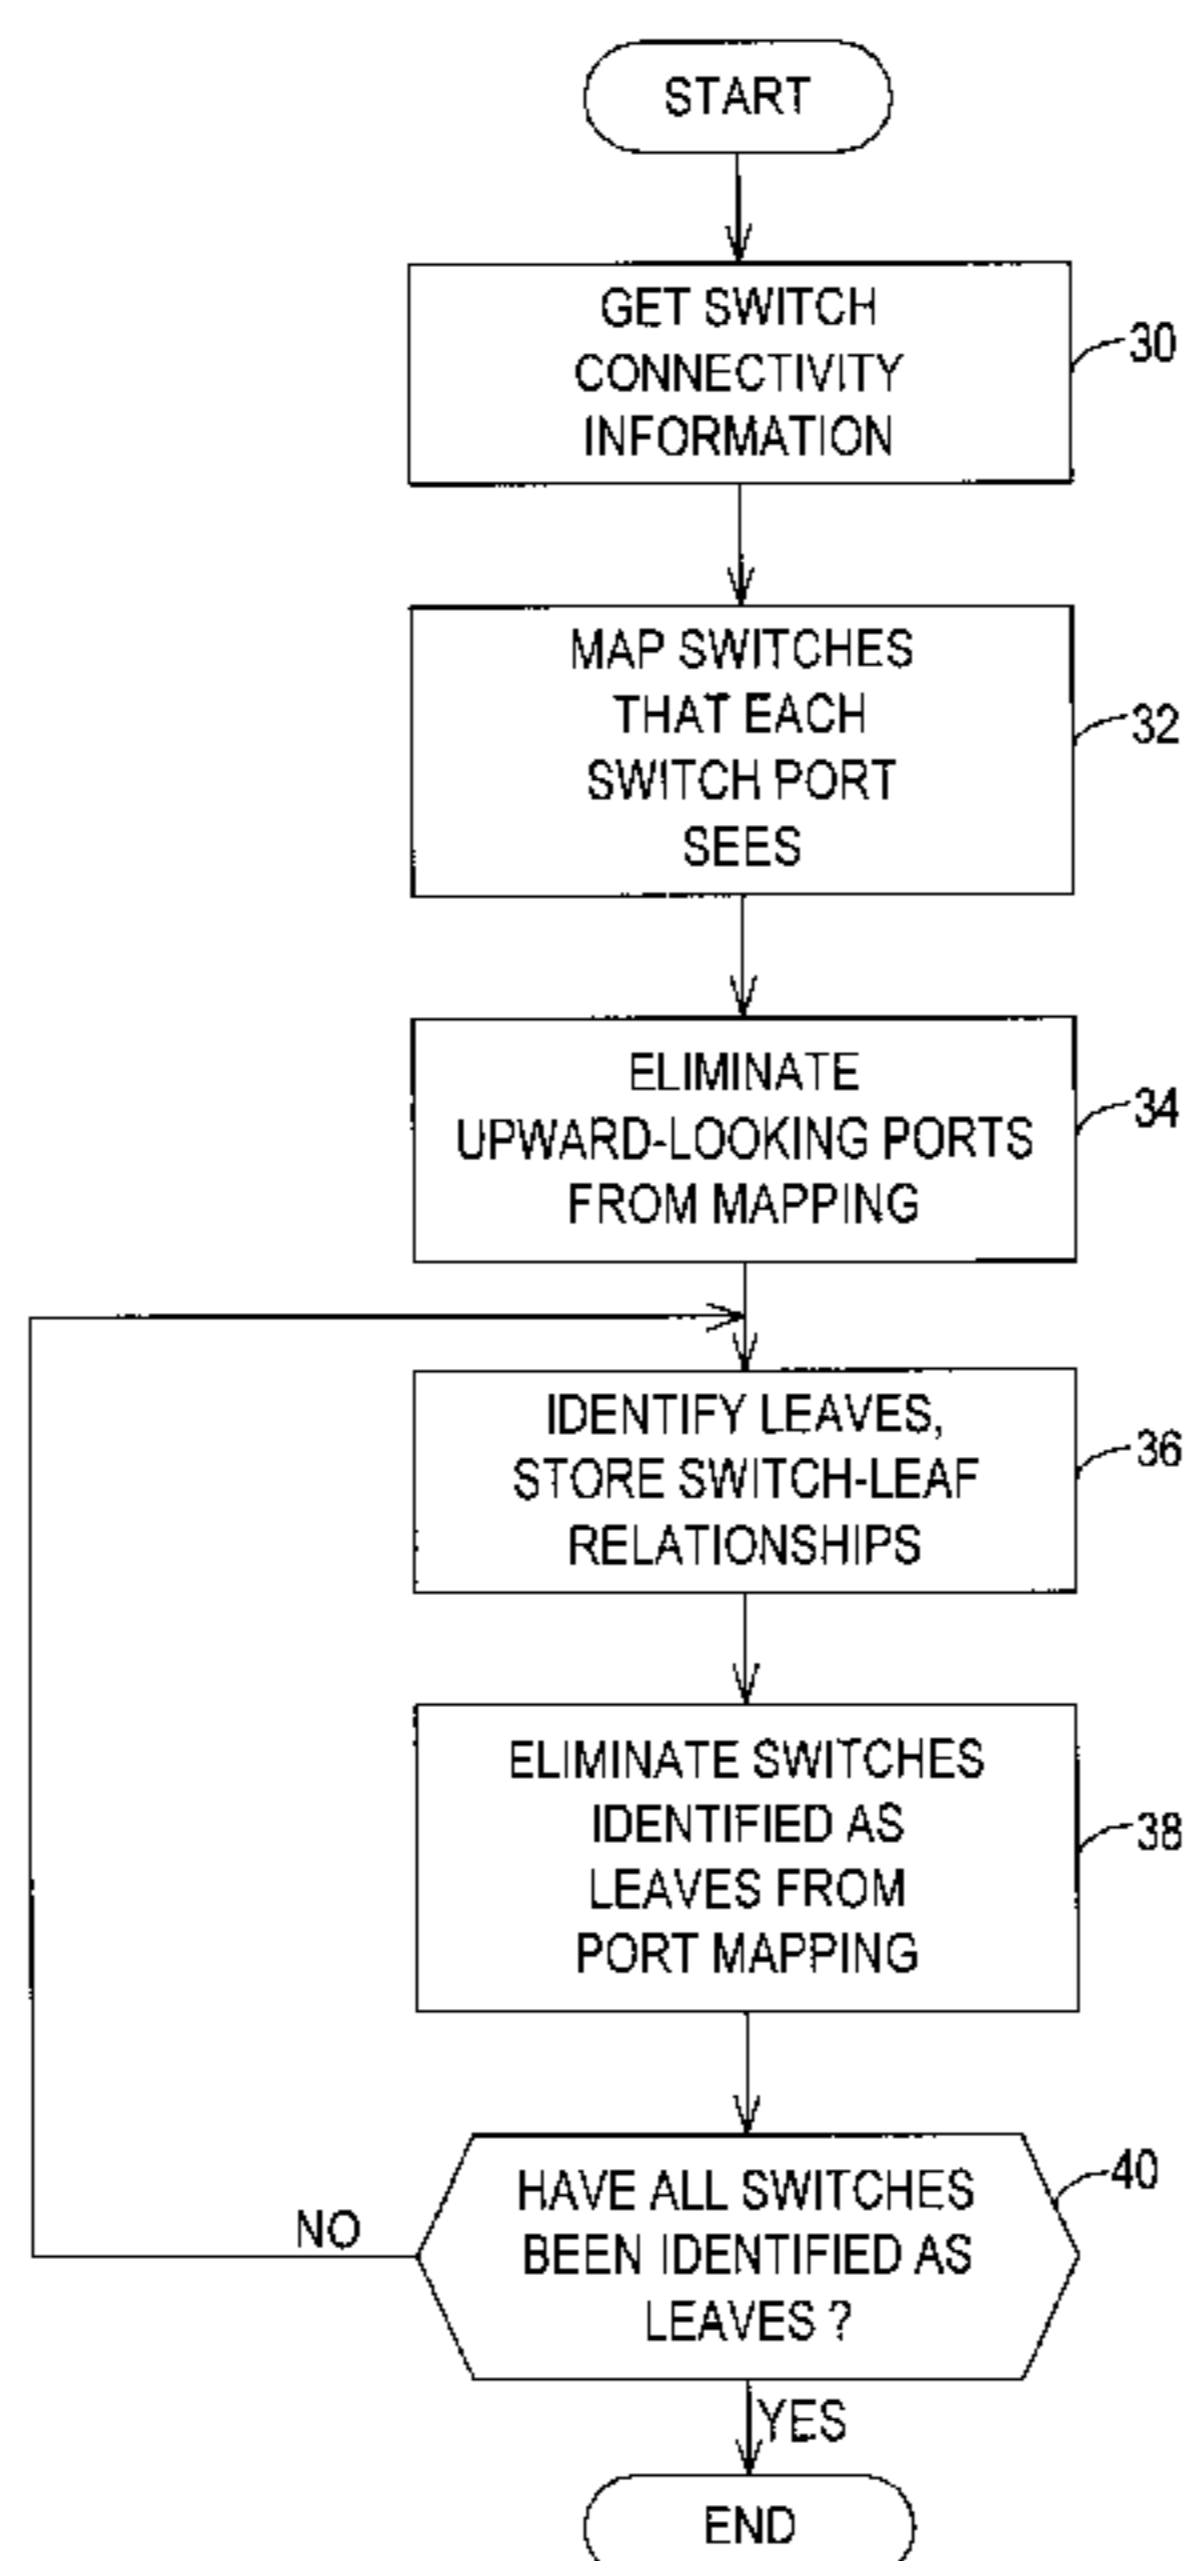 START
GET SWITCH
CONNECTIVITY
INFORMATION
30
MAP SWITCHES
THAT EACH
SWITCH PORT
SEES
32
ELIMINATE
UPWARD-LOOKING PORTS
FROM MAPPING
34
IDENTIFY LEAVES,
STORE SWITCH-LEAF
RELATIONSHIPS
36
ELIMINATE SWITCHES
IDENTIFIED AS
LEAVES FROM
PORT MAPPING
38
HAVE ALL SWITCHES
BEEN IDENTIFIED AS
LEAVES ?
40
NO
YES
END